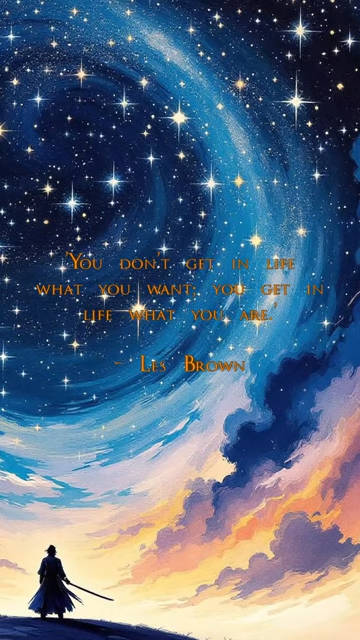 "You don't get in life
what you want; you get in
life what you are."
- Les Brown